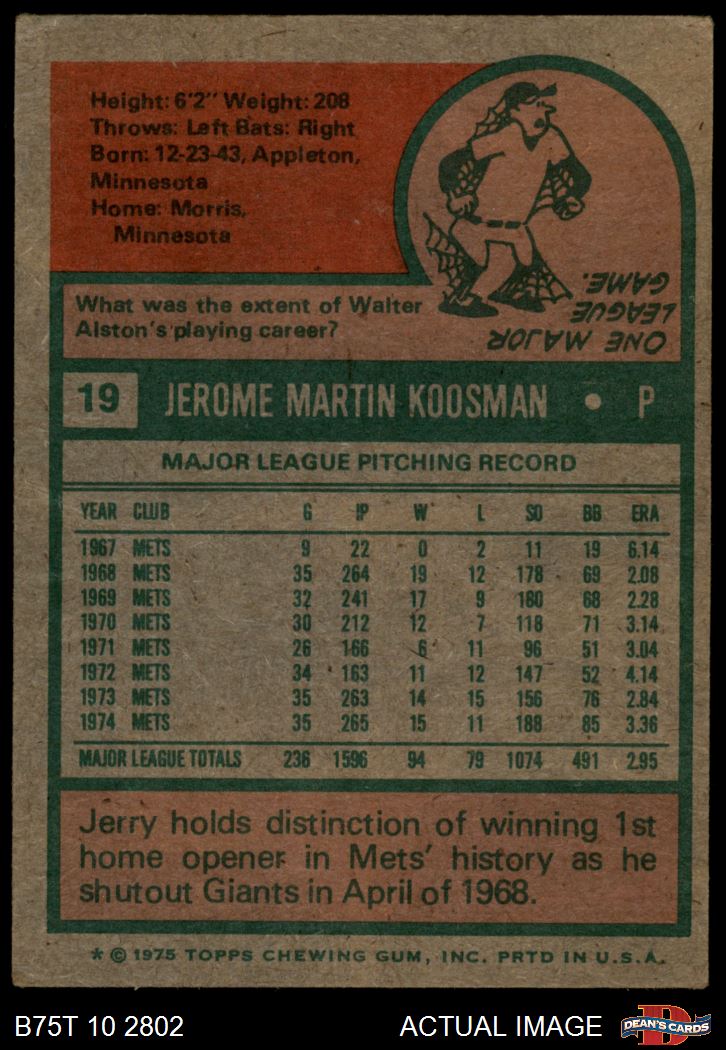 Height: 6'2" Weight: 208
Throws: Left Bats: Right
Born: 12-23-43, Appleton,
Minnesota
Home: Morris,
Minnesota
What was the extent of Walter
Alston's playing career?
ONE MAJOR
LEAGUE
GAME.
19 JEROME MARTIN KOOSMAN • P
MAJOR LEAGUE PITCHING RECORD
YEAR CLUB G IP W L SO BB ERA
1967 METS 9 22 0 2 11 19 6.14
1968 METS 35 264 19 12 178 69 2.08
1969 METS 32 241 17 9 180 68 2.28
1970 METS 30 212 12 7 118 71 3.14
1971 METS 26 166 6 11 96 51 3.04
1972 METS 34 163 11 12 147 52 4.14
1973 METS 35 263 14 15 156 76 2.84
1974 METS 35 265 15 11 188 85 3.36
MAJOR LEAGUE TOTALS 236 1596 94 79 1074 491 2.95
Jerry holds distinction of winning 1st
home opener in Mets' history as he
shutout Giants in April of 1968.
* © 1975 TOPPS CHEWING GUM, INC. PRTD IN U.S.A.
B75T 10 2802 ACTUAL IMAGE
D
DEAN'S CARDS